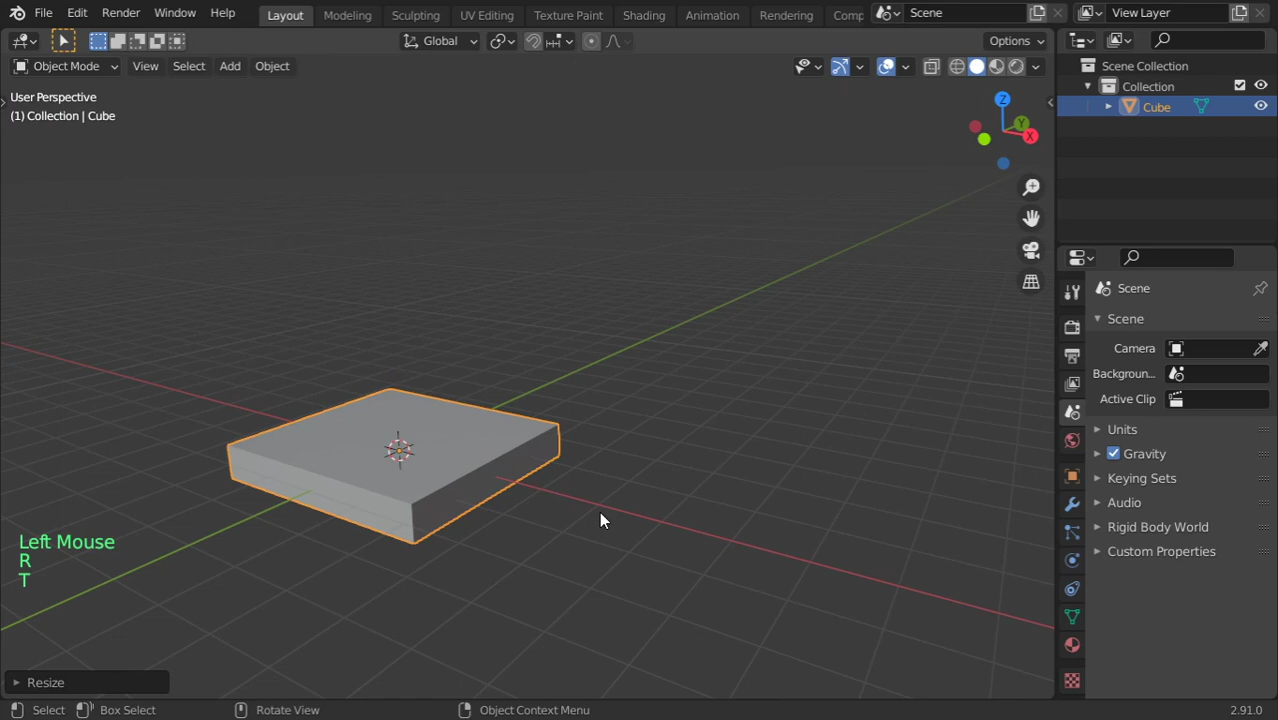 File Edit Render Window Help Layout Modeling Sculpting UV Editing Texture Paint Shading Animation Rendering Comp Scene View Layer
Global Options
Object Mode View Select Add Object
User Perspective
(1) Collection | Cube
Z
Y
X
Scene Collection
Collection
Cube
Scene
Scene
Camera
Backgroun...
Active Clip
Units
Gravity
Keying Sets
Audio
Rigid Body World
Custom Properties
Left Mouse
R
T
Resize
Select Box Select Rotate View Object Context Menu 2.91.0